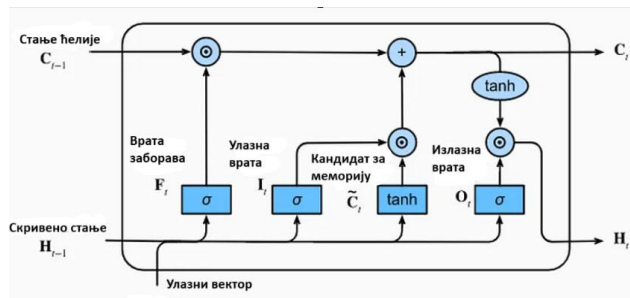 Стање ћелије
C_{t-1}
C_t
tanh
Врата
заборава
F_t
σ
Улазна
врата
I_t
σ
Кандидат за
меморију
C̃_t
tanh
Излазна
врата
O_t
σ
Скривено стање
H_{t-1}
H_t
Улазни вектор